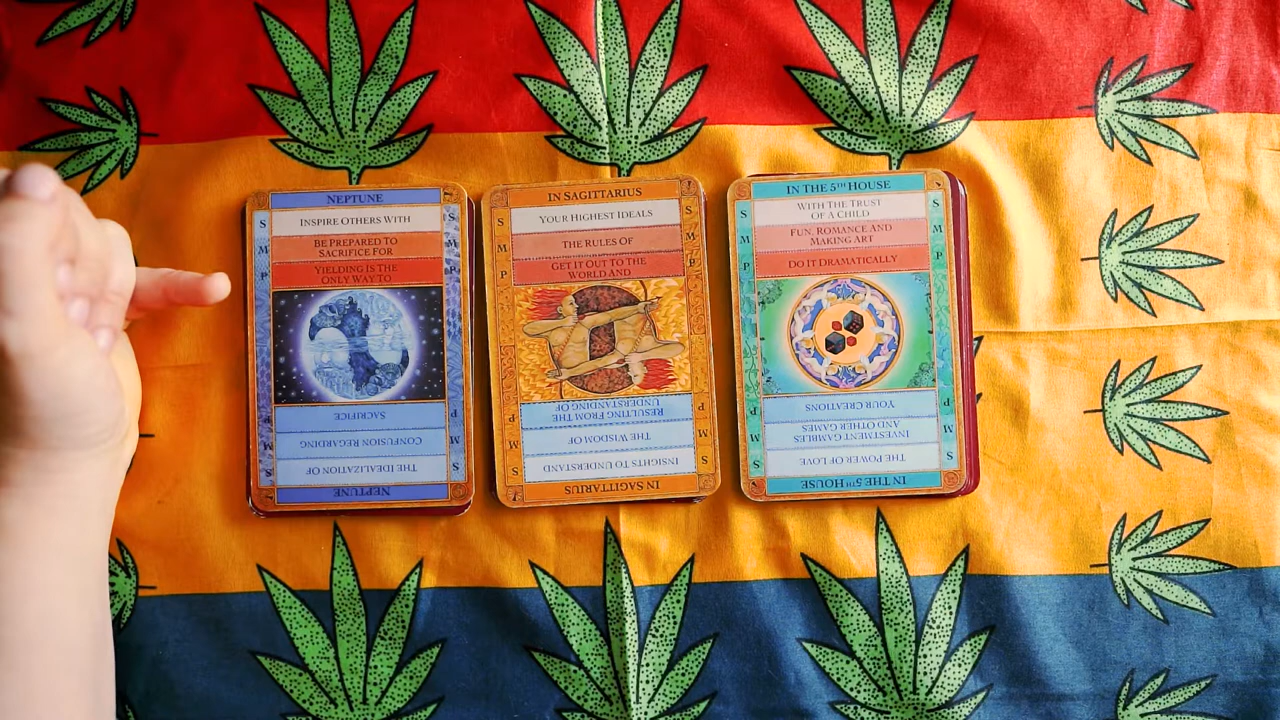 NEPTUNE
S
INSPIRE OTHERS WITH
S
M
BE PREPARED TO
SACRIFICE FOR
M
P
YIELDING IS THE
ONLY WAY TO
P
SACRIFICE
P
CONFUSION REGARDING
M
THE IDEALIZATION OF
S
NEPTUNE
IN SAGITTARIUS
S
YOUR HIGHEST IDEALS
S
M
THE RULES OF
M
P
GET IT OUT TO THE
WORLD AND
P
P
RESULTING FROM THE
UNDERSTANDING OF
P
M
THE WISDOM OF
M
S
INSIGHTS TO UNDERSTAND
S
IN SAGITTARIUS
IN THE 5TH HOUSE
S
WITH THE TRUST
OF A CHILD
S
M
FUN, ROMANCE AND
MAKING ART
M
P
DO IT DRAMATICALLY
P
P
YOUR CREATIONS
P
M
INVESTMENT GAMBLES
AND OTHER GAMES
M
S
THE POWER OF LOVE
S
IN THE 5TH HOUSE